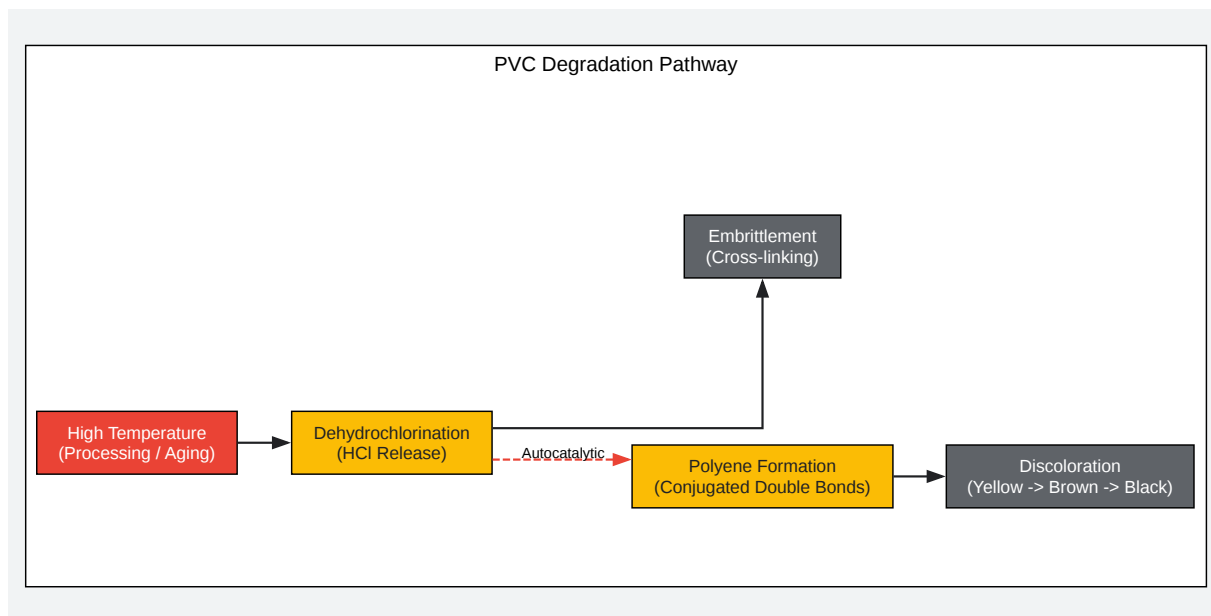 PVC Degradation Pathway
Embrittlement
(Cross-linking)
High Temperature
(Processing / Aging)
Dehydrochlorination
(HCl Release)
Autocatalytic
Polyene Formation
(Conjugated Double Bonds)
Discoloration
(Yellow -> Brown -> Black)